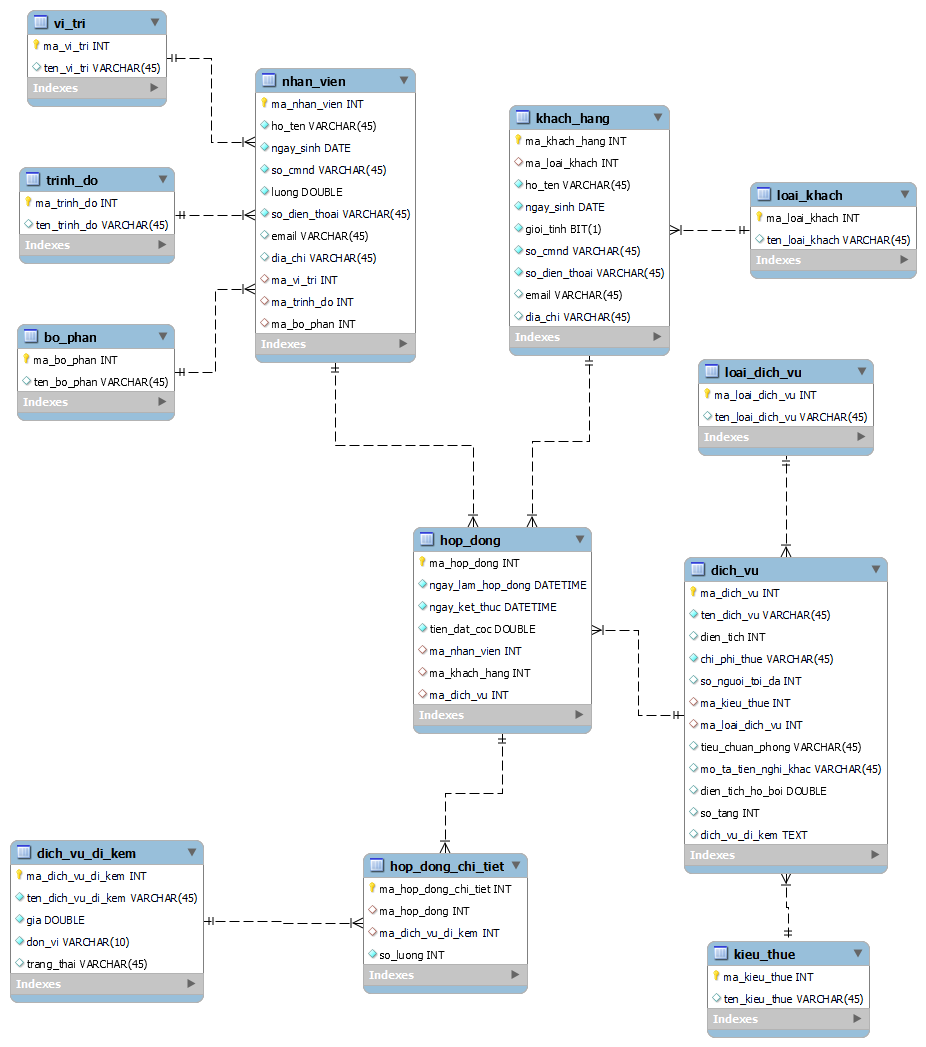 vi_tri
ma_vi_tri INT
ten_vi_tri VARCHAR(45)
Indexes
nhan_vien
ma_nhan_vien INT
ho_ten VARCHAR(45)
ngay_sinh DATE
so_cmnd VARCHAR(45)
luong DOUBLE
so_dien_thoai VARCHAR(45)
email VARCHAR(45)
dia_chi VARCHAR(45)
ma_vi_tri INT
ma_trinh_do INT
ma_bo_phan INT
Indexes
khach_hang
ma_khach_hang INT
ma_loai_khach INT
ho_ten VARCHAR(45)
ngay_sinh DATE
gioi_tinh BIT(1)
so_cmnd VARCHAR(45)
so_dien_thoai VARCHAR(45)
email VARCHAR(45)
dia_chi VARCHAR(45)
Indexes
trinh_do
ma_trinh_do INT
ten_trinh_do VARCHAR(45)
Indexes
loai_khach
ma_loai_khach INT
ten_loai_khach VARCHAR(45)
Indexes
bo_phan
ma_bo_phan INT
ten_bo_phan VARCHAR(45)
Indexes
loai_dich_vu
ma_loai_dich_vu INT
ten_loai_dich_vu VARCHAR(45)
Indexes
hop_dong
ma_hop_dong INT
ngay_lam_hop_dong DATETIME
ngay_ket_thuc DATETIME
tien_dat_coc DOUBLE
ma_nhan_vien INT
ma_khach_hang INT
ma_dich_vu INT
Indexes
dich_vu
ma_dich_vu INT
ten_dich_vu VARCHAR(45)
dien_tich INT
chi_phi_thue VARCHAR(45)
so_nguoi_toi_da INT
ma_kieu_thue INT
ma_loai_dich_vu INT
tieu_chuan_phong VARCHAR(45)
mo_ta_tien_nghi_khac VARCHAR(45)
dien_tich_ho_boi DOUBLE
so_tang INT
dich_vu_di_kem TEXT
Indexes
dich_vu_di_kem
ma_dich_vu_di_kem INT
ten_dich_vu_di_kem VARCHAR(45)
gia DOUBLE
don_vi VARCHAR(10)
trang_thai VARCHAR(45)
Indexes
hop_dong_chi_tiet
ma_hop_dong_chi_tiet INT
ma_hop_dong INT
ma_dich_vu_di_kem INT
so_luong INT
Indexes
kieu_thue
ma_kieu_thue INT
ten_kieu_thue VARCHAR(45)
Indexes